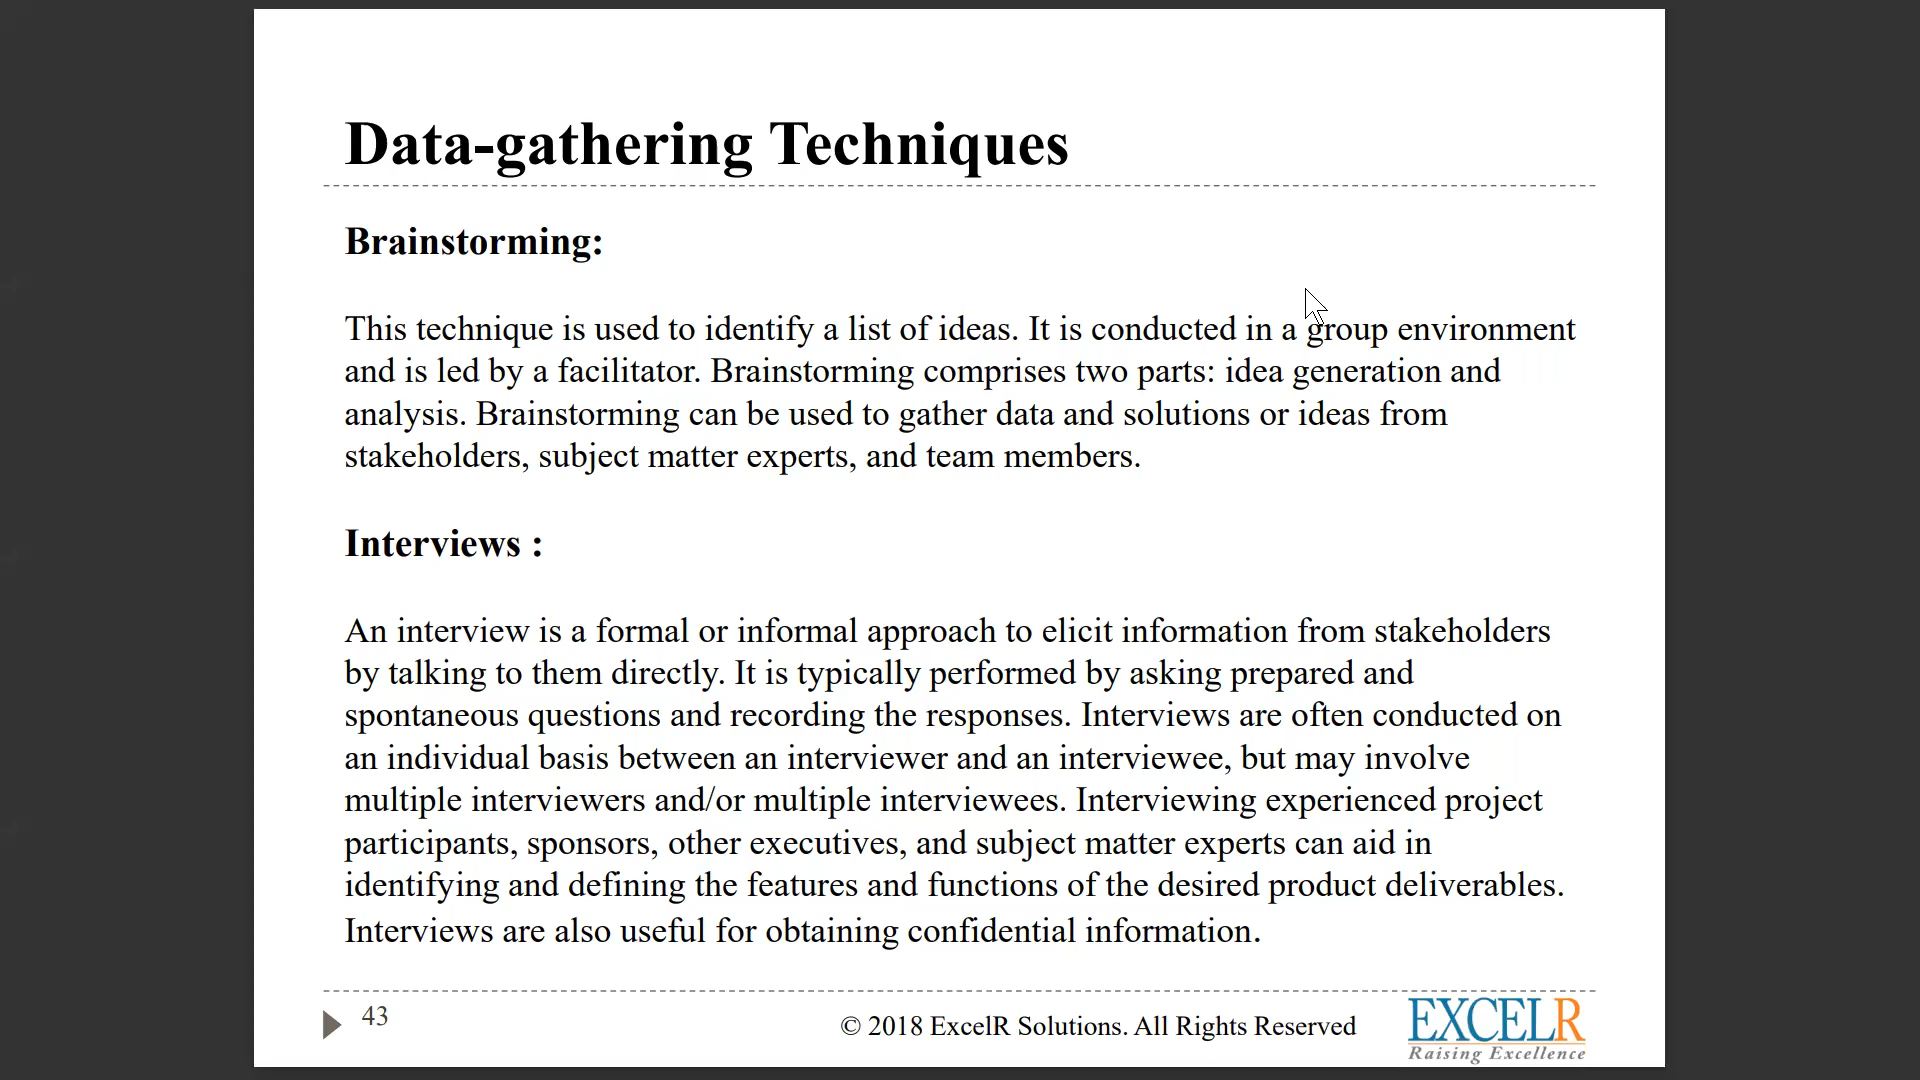 Data-gathering Techniques
Brainstorming:
This technique is used to identify a list of ideas. It is conducted in a group environment
and is led by a facilitator. Brainstorming comprises two parts: idea generation and
analysis. Brainstorming can be used to gather data and solutions or ideas from
stakeholders, subject matter experts, and team members.
Interviews :
An interview is a formal or informal approach to elicit information from stakeholders
by talking to them directly. It is typically performed by asking prepared and
spontaneous questions and recording the responses. Interviews are often conducted on
an individual basis between an interviewer and an interviewee, but may involve
multiple interviewers and/or multiple interviewees. Interviewing experienced project
participants, sponsors, other executives, and subject matter experts can aid in
identifying and defining the features and functions of the desired product deliverables.
Interviews are also useful for obtaining confidential information.
43
© 2018 ExcelR Solutions. All Rights Reserved
EXCELR
Raising Excellence